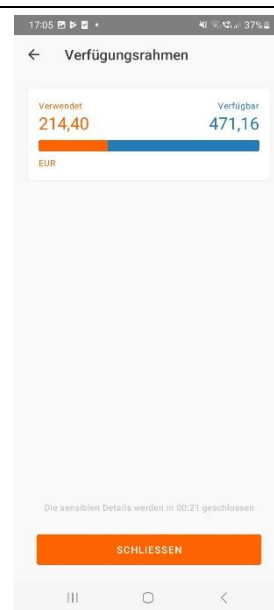 17:05
37%
Verfügungsrahmen
Verwendet
Verfügbar
214,40
471,16
EUR
Die sensiblen Details werden in 00:21 geschlossen
SCHLIESSEN